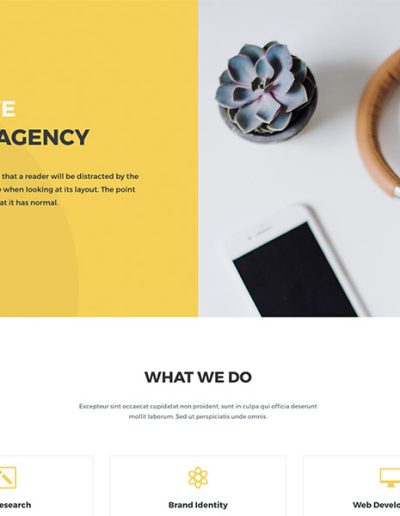 E
AGENCY
that a reader will be distracted by the
when looking at its layout. The point
at it has normal.
WHAT WE DO
Excepteur sint occaecat cupidatat non proident, sunt in culpa qui officia deserunt
mollit laborum. Sed ut perspiciatis unde omnis.
esearch
Brand Identity
Web Develo